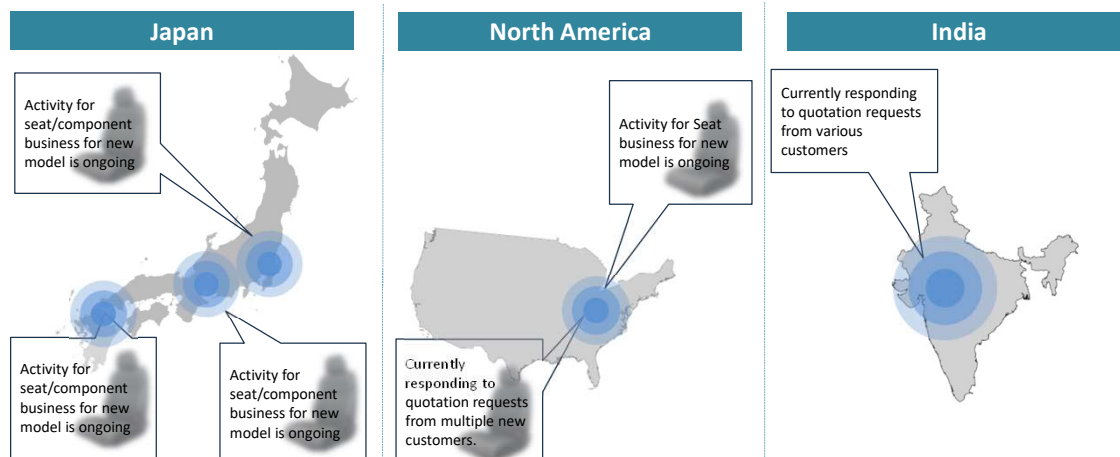 Japan
Activity for
seat/component
business for new
model is ongoing
Activity for
seat/component
business for new
model is ongoing
Activity for
seat/component
business for new
model is ongoing
North America
Activity for Seat
business for new
model is ongoing
Currently
responding to
quotation requests
from multiple new
customers.
India
Currently responding
to quotation requests
from various
customers